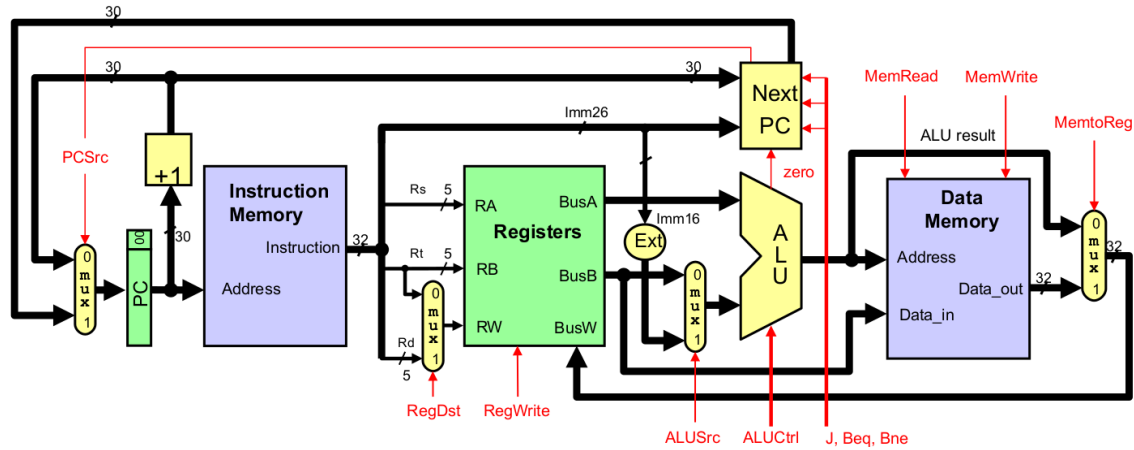 30
30
30
Imm26
Next
PC
MemRead
MemWrite
ALU result
MemtoReg
PCSrc
+1
Instruction
Memory
Instruction
Address
30
32
Rs
5
Rt
5
Rd
5
RA
RB
RW
Registers
BusA
BusB
BusW
Imm16
Ext
zero
A
L
U
Data
Memory
Address
Data_out
Data_in
32
32
0
m
u
x
1
PC
00
0
m
u
x
1
0
m
u
x
1
0
m
u
x
1
RegDst
RegWrite
ALUSrc
ALUCtrl
J, Beq, Bne